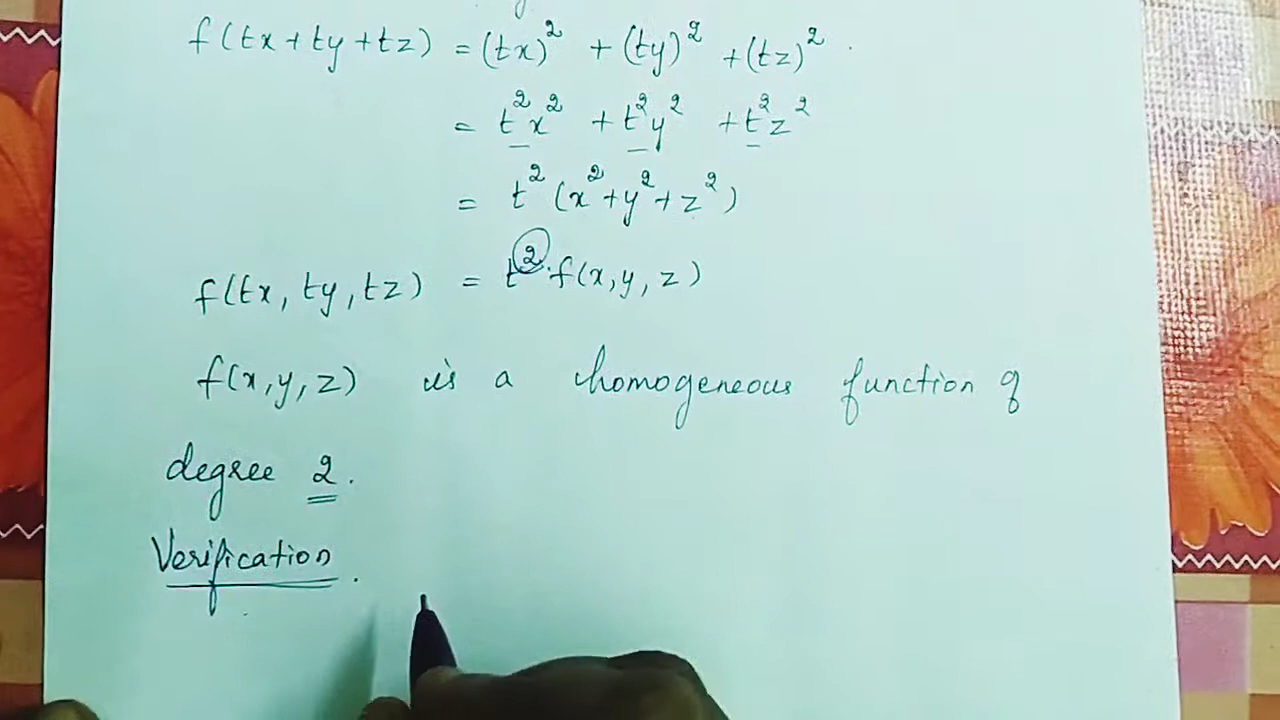 f(tx+ty+tz) = (tx)² + (ty)² + (tz)².
= t²x² + t²y² + t²z²
= t² (x²+y²+z²)
f(tx, ty, tz) = t². f(x, y, z)
f(x, y, z) is a homogeneous function of
degree 2.
Verification.